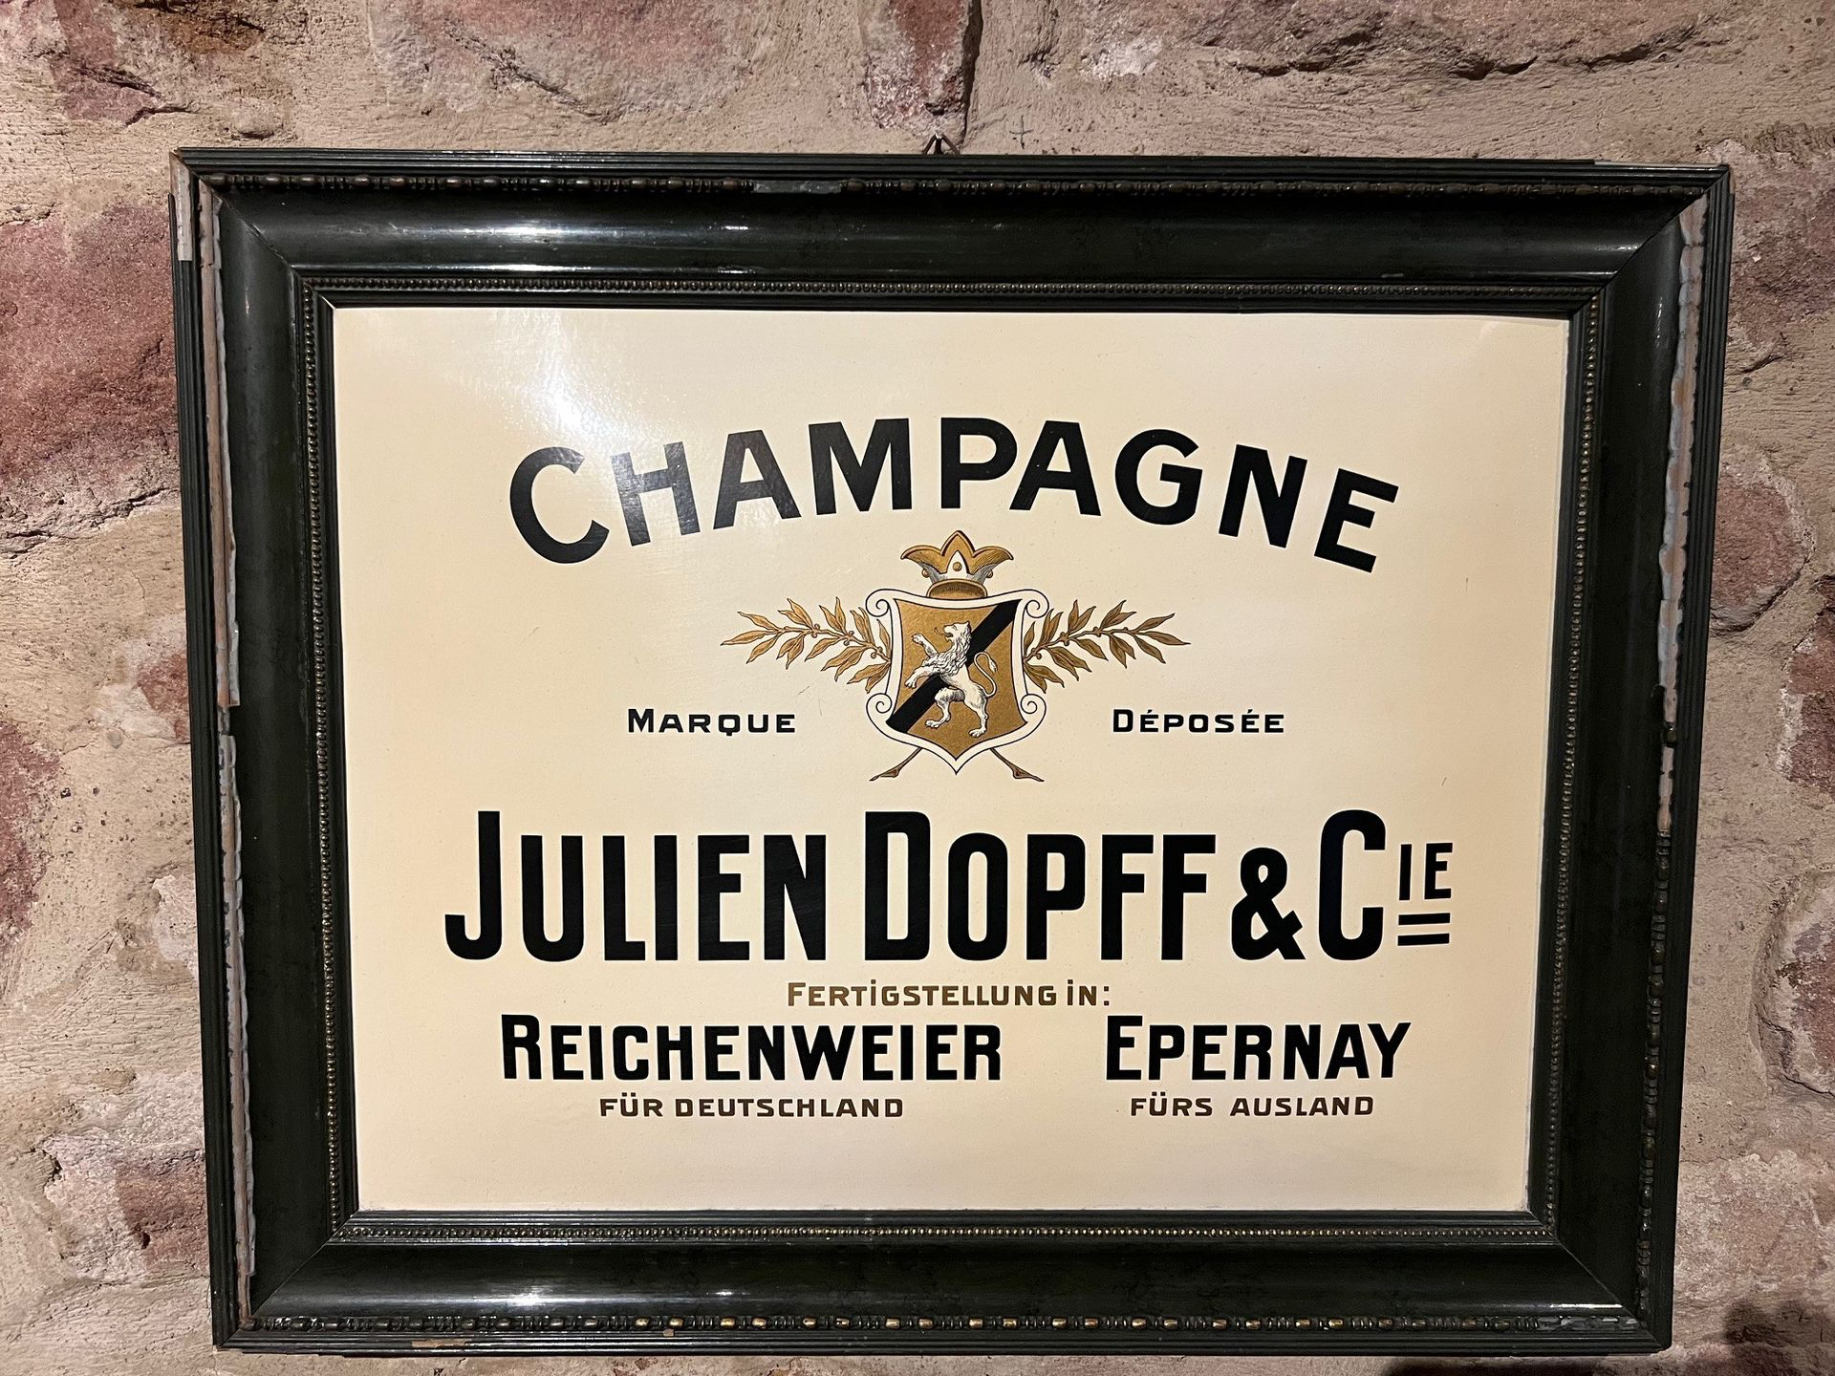 CHAMPAGNE
MARQUE DÉPOSÉE
JULIEN DOPFF & CIE
FERTIGSTELLUNG IN:
REICHENWEIER EPERNAY
FÜR DEUTSCHLAND FÜRS AUSLAND